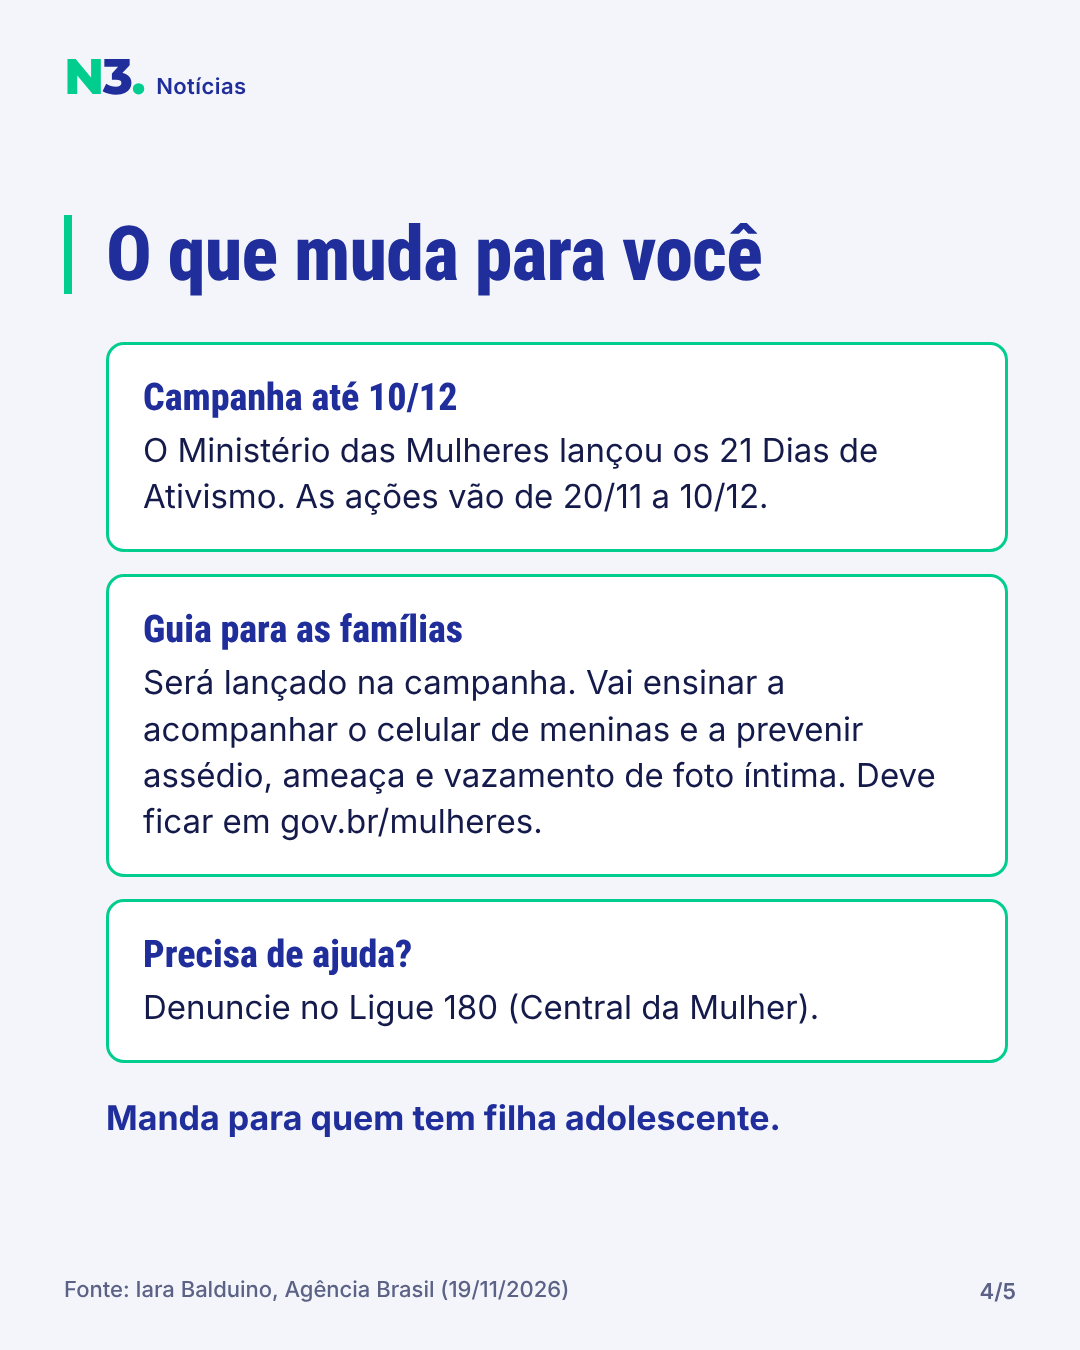 N3. Notícias
O que muda para você
Campanha até 10/12
O Ministério das Mulheres lançou os 21 Dias de
Ativismo. As ações vão de 20/11 a 10/12.
Guia para as famílias
Será lançado na campanha. Vai ensinar a
acompanhar o celular de meninas e a prevenir
assédio, ameaça e vazamento de foto íntima. Deve
ficar em gov.br/mulheres.
Precisa de ajuda?
Denuncie no Ligue 180 (Central da Mulher).
Manda para quem tem filha adolescente.
Fonte: Iara Balduino, Agência Brasil (19/11/2026)
4/5